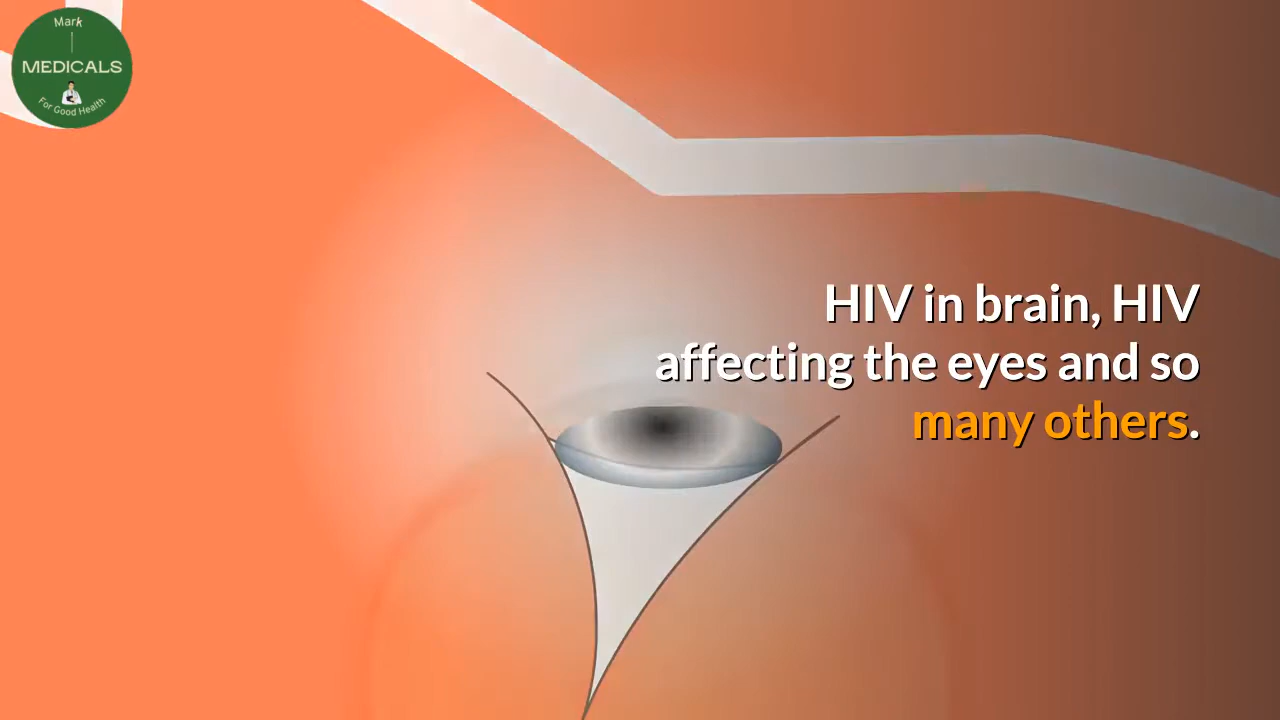 Mark
MEDICALS
For Good Health
HIV in brain, HIV
affecting the eyes and so
many others.